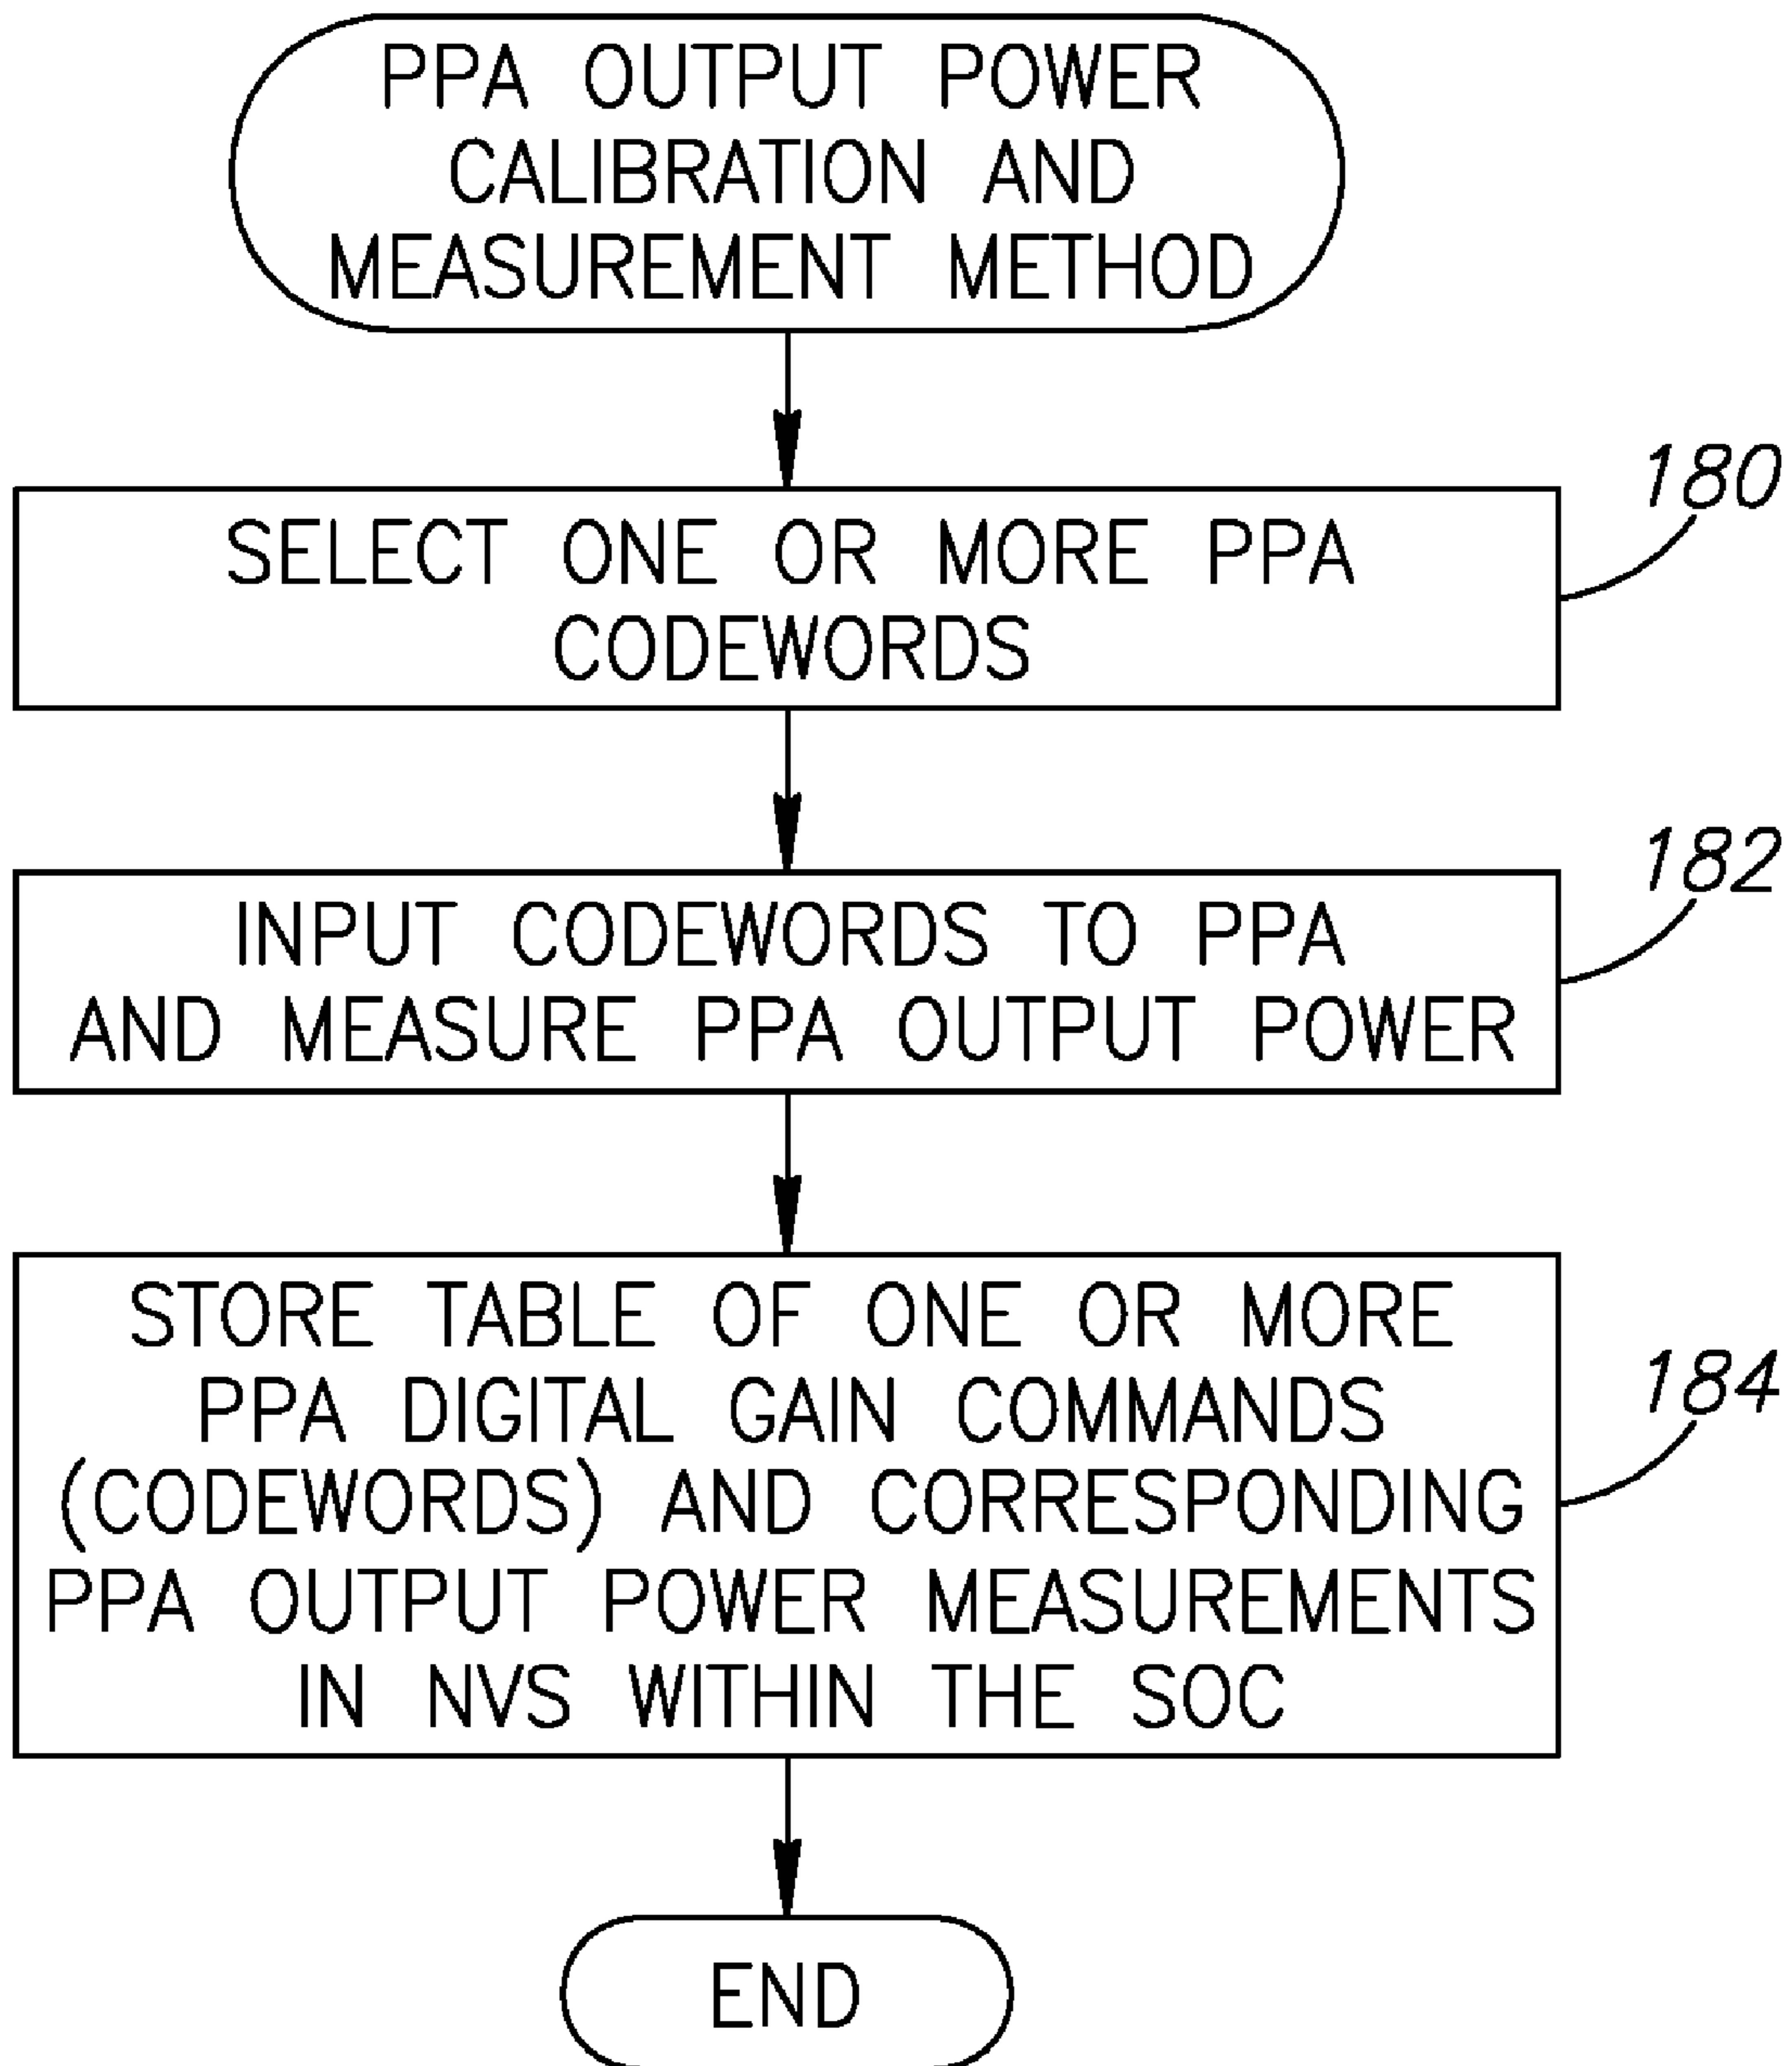 PPA OUTPUT POWER
CALIBRATION AND
MEASUREMENT METHOD
180
SELECT ONE OR MORE PPA
CODEWORDS
182
INPUT CODEWORDS TO PPA
AND MEASURE PPA OUTPUT POWER
184
STORE TABLE OF ONE OR MORE
PPA DIGITAL GAIN COMMANDS
(CODEWORDS) AND CORRESPONDING
PPA OUTPUT POWER MEASUREMENTS
IN NVS WITHIN THE SOC
END